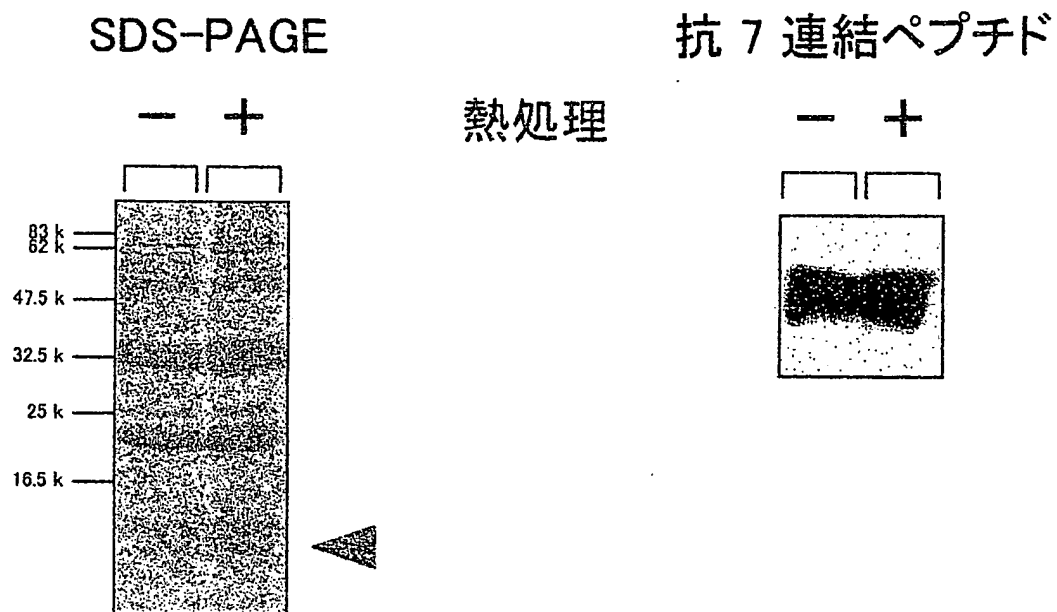 SDS-PAGE
抗 7 連結ペプチド
− + 熱処理 − +
83 k
62 k
47.5 k
32.5 k
25 k
16.5 k